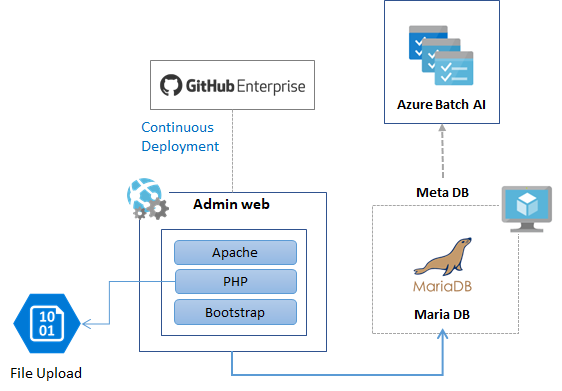 GitHub Enterprise
Continuous
Deployment
Azure Batch AI
Admin web
Meta DB
Apache
PHP
Bootstrap
MariaDB
Maria DB
10
01
File Upload